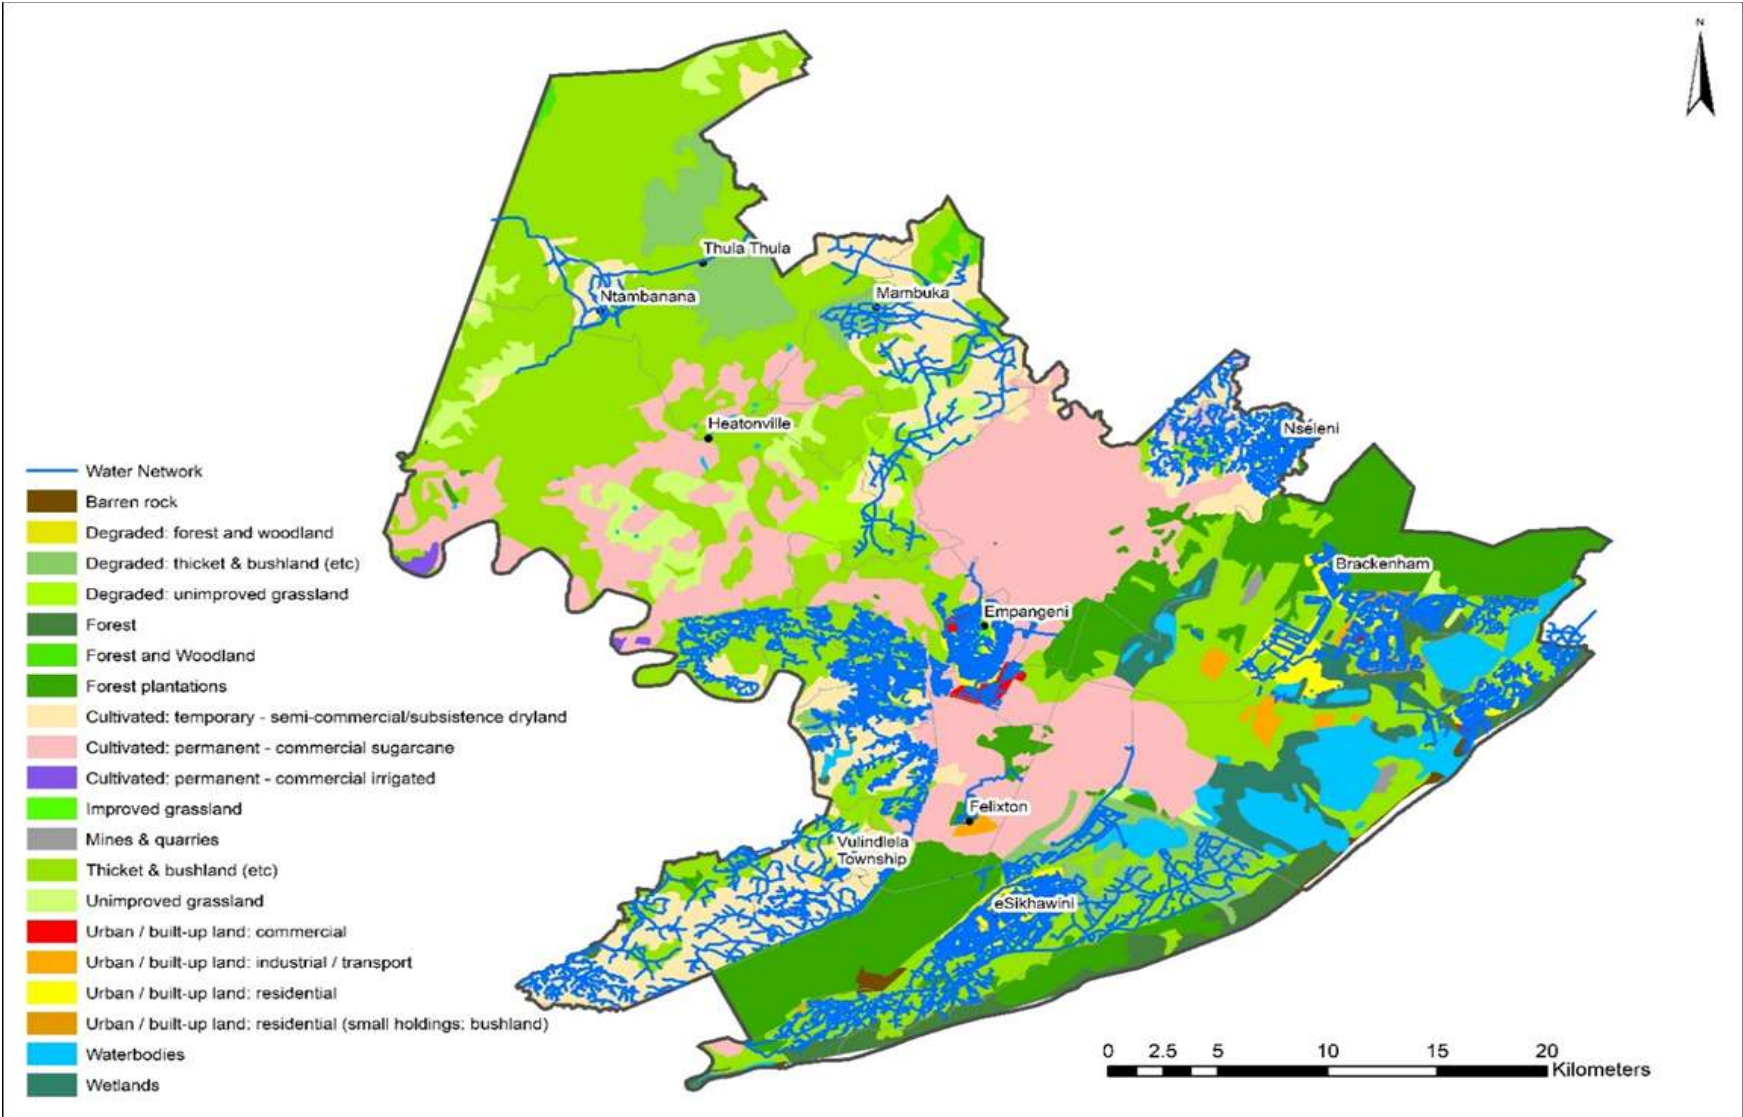 N
Thula Thula
Ntambanana
Mambuka
Heatonville
Nseleni
Brackenham
Empangeni
Felixton
Vulindlela
Township
eSikhawini
Water Network
Barren rock
Degraded: forest and woodland
Degraded: thicket & bushland (etc)
Degraded: unimproved grassland
Forest
Forest and Woodland
Forest plantations
Cultivated: temporary - semi-commercial/subsistence dryland
Cultivated: permanent - commercial sugarcane
Cultivated: permanent - commercial irrigated
Improved grassland
Mines & quarries
Thicket & bushland (etc)
Unimproved grassland
Urban / built-up land: commercial
Urban / built-up land: industrial / transport
Urban / built-up land: residential
Urban / built-up land: residential (small holdings: bushland)
Waterbodies
Wetlands
0 2.5 5 10 15 20
Kilometers